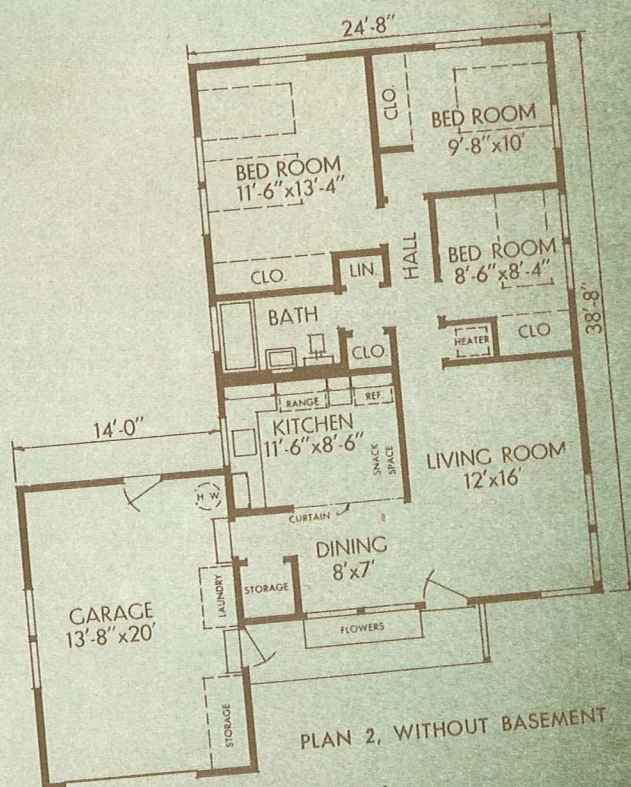 24'-8"
CLO.
BED ROOM
9'-8"x10'
BED ROOM
11'-6"x13'-4"
CLO.
LIN.
HALL
BED ROOM
8'-6"x8'-4"
38'-8"
BATH
CLO
HEATER
CLO
RANGE
REF.
KITCHEN
11'-6"x8'-6"
SNACK
SPACE
14'-0"
LIVING ROOM
12'x16'
H.W.
CURTAIN
DINING
8'x7'
LAUNDRY
STORAGE
GARAGE
13'-8"x20'
FLOWERS
STORAGE
PLAN 2, WITHOUT BASEMENT